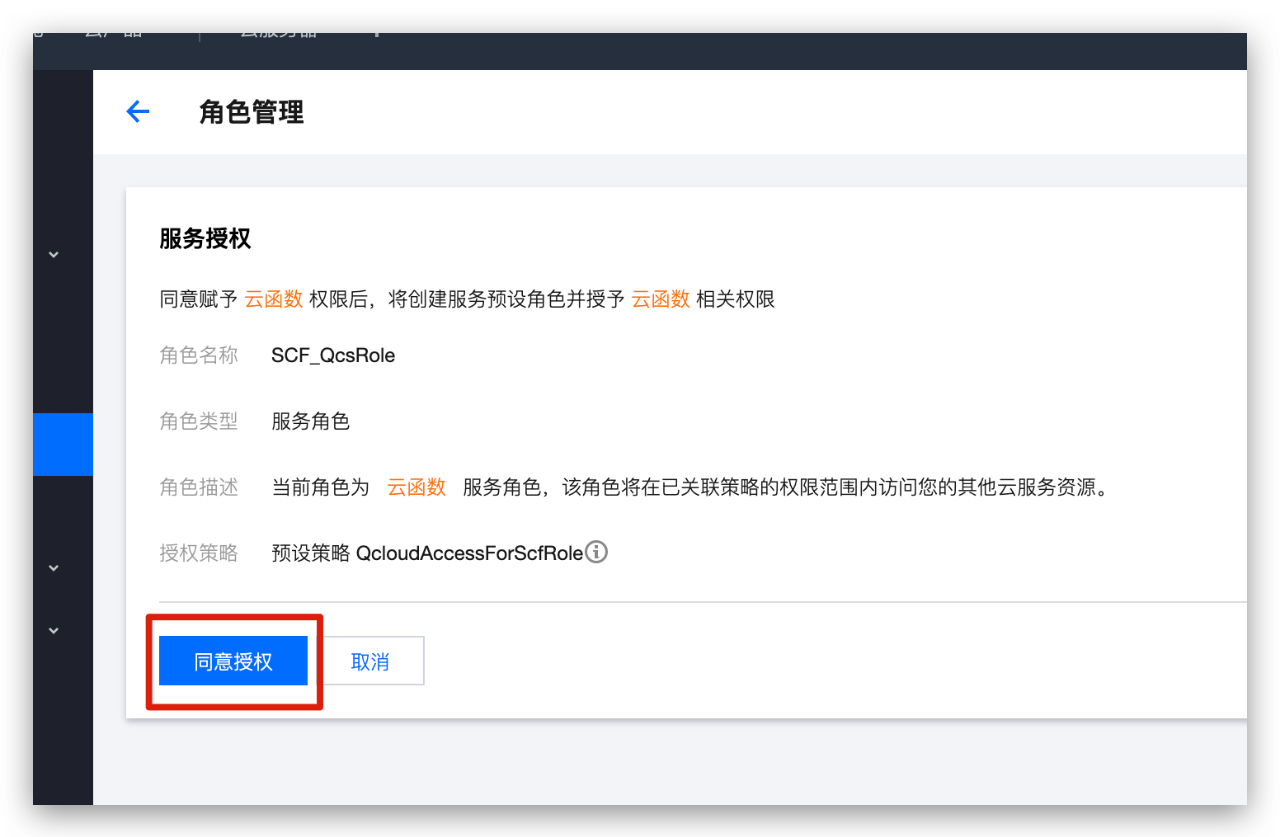 角色管理
服务授权
同意赋予 云函数 权限后，将创建服务预设角色并授予 云函数 相关权限
角色名称 SCF_QcsRole
角色类型 服务角色
角色描述 当前角色为 云函数 服务角色，该角色将在已关联策略的权限范围内访问您的其他云服务资源。
授权策略 预设策略 QcloudAccessForScfRole
同意授权 取消